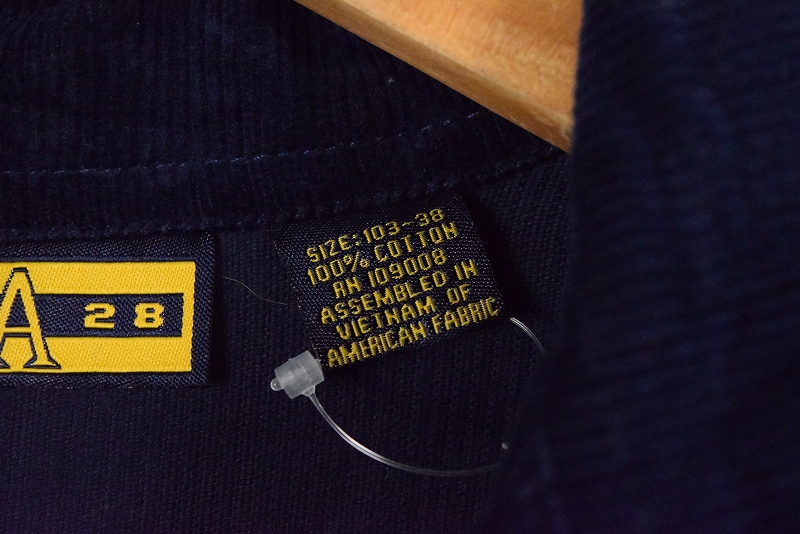 A 28
SIZE:103-38
100% COTTON
RN 109008
ASSEMBLED IN
VIETNAM OF
AMERICAN FABRIC